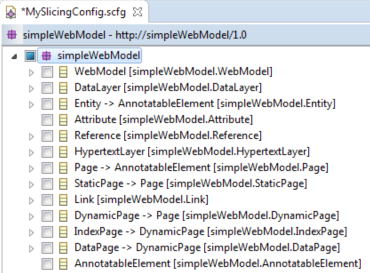 *MySlicingConfig.scfg
simpleWebModel - http://simpleWebModel/1.0
simpleWebModel
WebModel [simpleWebModel.WebModel]
DataLayer [simpleWebModel.DataLayer]
Entity -> AnnotatableElement [simpleWebModel.Entity]
Attribute [simpleWebModel.Attribute]
Reference [simpleWebModel.Reference]
HypertextLayer [simpleWebModel.HypertextLayer]
Page -> AnnotatableElement [simpleWebModel.Page]
StaticPage -> Page [simpleWebModel.StaticPage]
Link [simpleWebModel.Link]
DynamicPage -> Page [simpleWebModel.DynamicPage]
IndexPage -> DynamicPage [simpleWebModel.IndexPage]
DataPage -> DynamicPage [simpleWebModel.DataPage]
AnnotatableElement [simpleWebModel.AnnotatableElement]